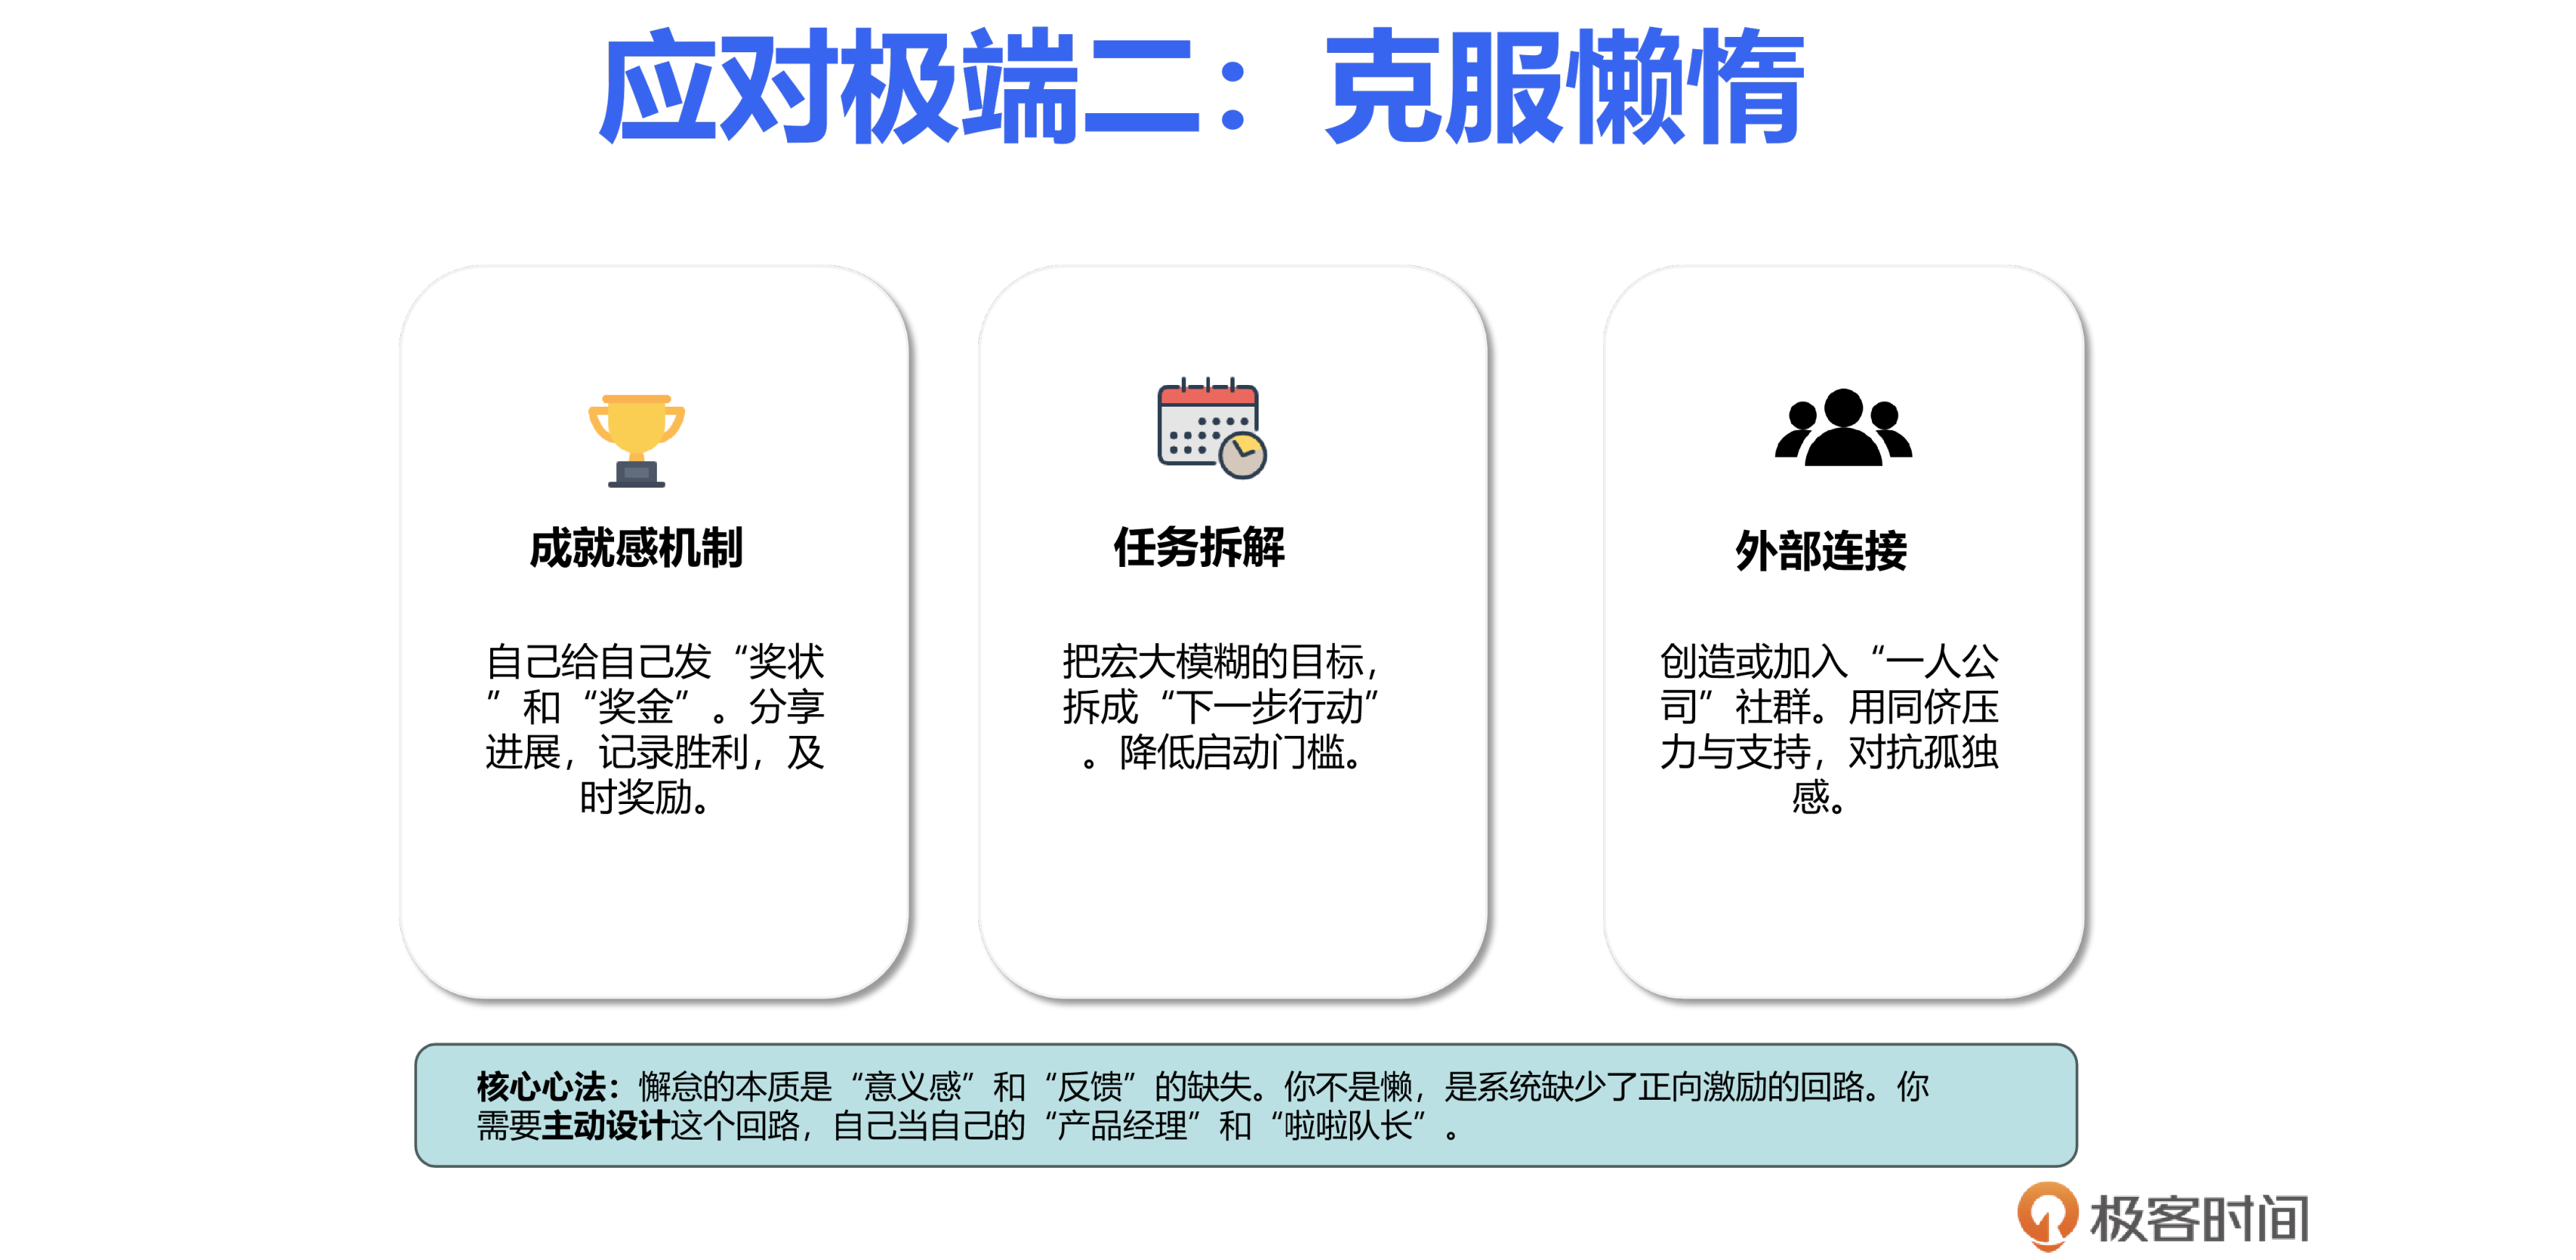 应对极端二：克服懒惰
成就感机制
自己给自己发“奖状
”和“奖金”。分享
进展，记录胜利，及
时奖励。
任务拆解
把宏大模糊的目标，
拆成“下一步行动”
。降低启动门槛。
外部连接
创造或加入“一人公
司”社群。用同侪压
力与支持，对抗孤独
感。
核心心法：懈怠的本质是“意义感”和“反馈”的缺失。你不是懒，是系统缺少了正向激励的回路。你
需要主动设计这个回路，自己当自己的“产品经理”和“啦啦队长”。
极客时间